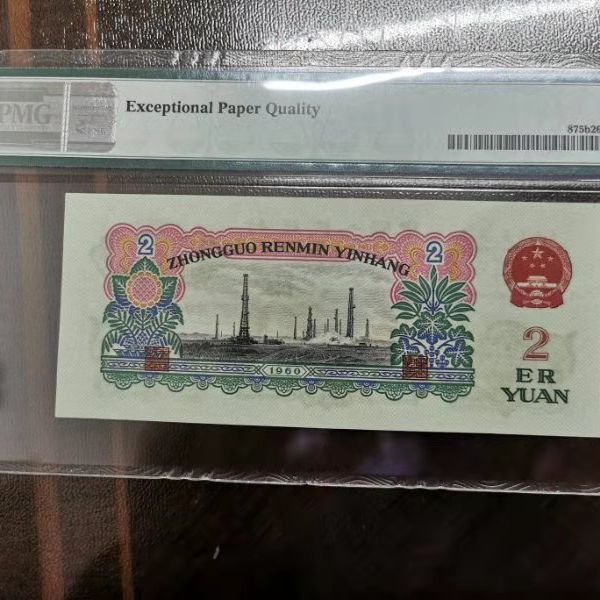 PMG
Exceptional Paper Quality
875b26
2
2
ZHONGGUO RENMIN YINHANG
1960
2
ER
YUAN